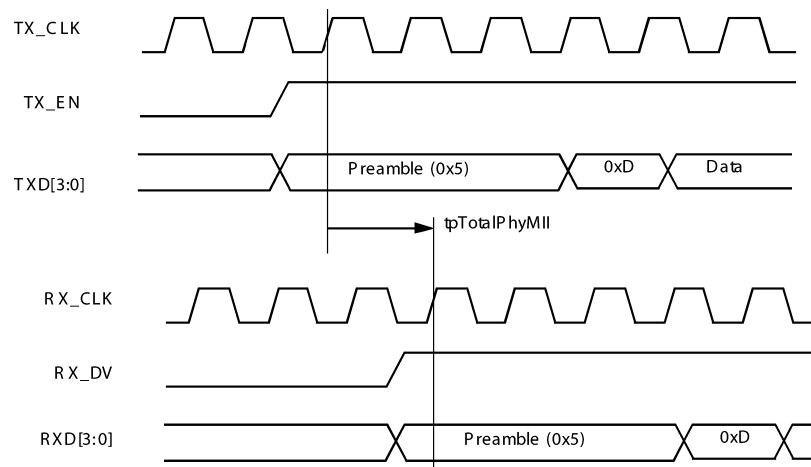 TX_CLK
TX_EN
TXD[3:0]
Preamble (0x5)
0xD
Data
tpTotalPhyMII
RX_CLK
RX_DV
RXD[3:0]
Preamble (0x5)
0xD